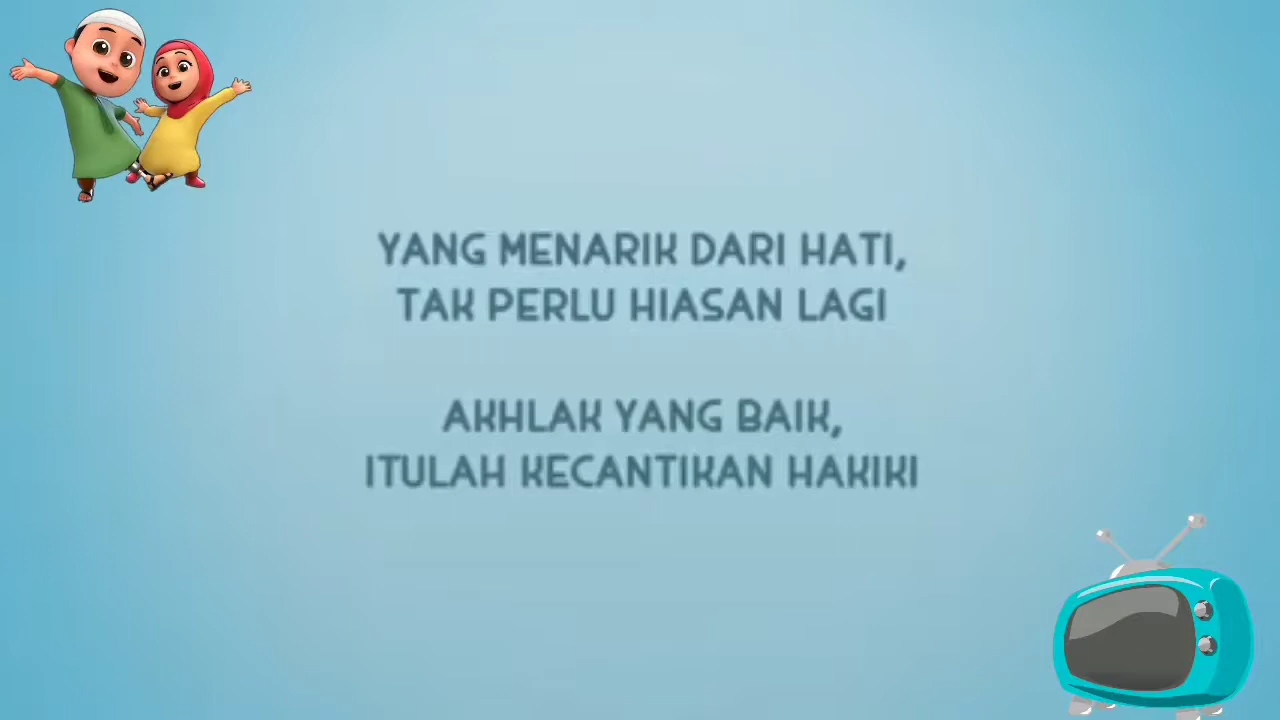 YANG MENARIK DARI HATI,
TAK PERLU HIASAN LAGI
AKHLAK YANG BAIK,
ITULAH KECANTIKAN HAKIKI